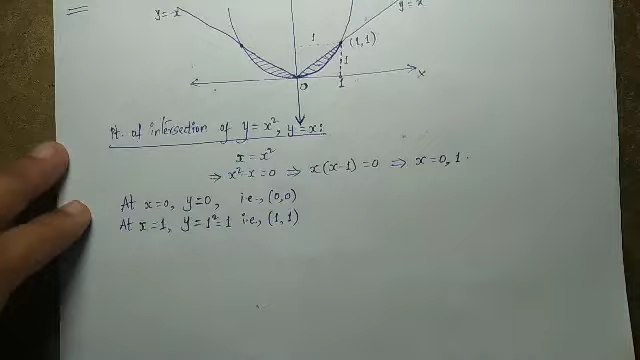 y = x
y = x
1
(1,1)
1
x
0
1
Pt. of intersection of y = x², y = x:
x = x²
⇒ x² - x = 0 ⇒ x(x-1) = 0 ⇒ x = 0, 1.
At x=0, y=0, i.e., (0,0)
At x=1, y = 1² = 1 i.e., (1,1)